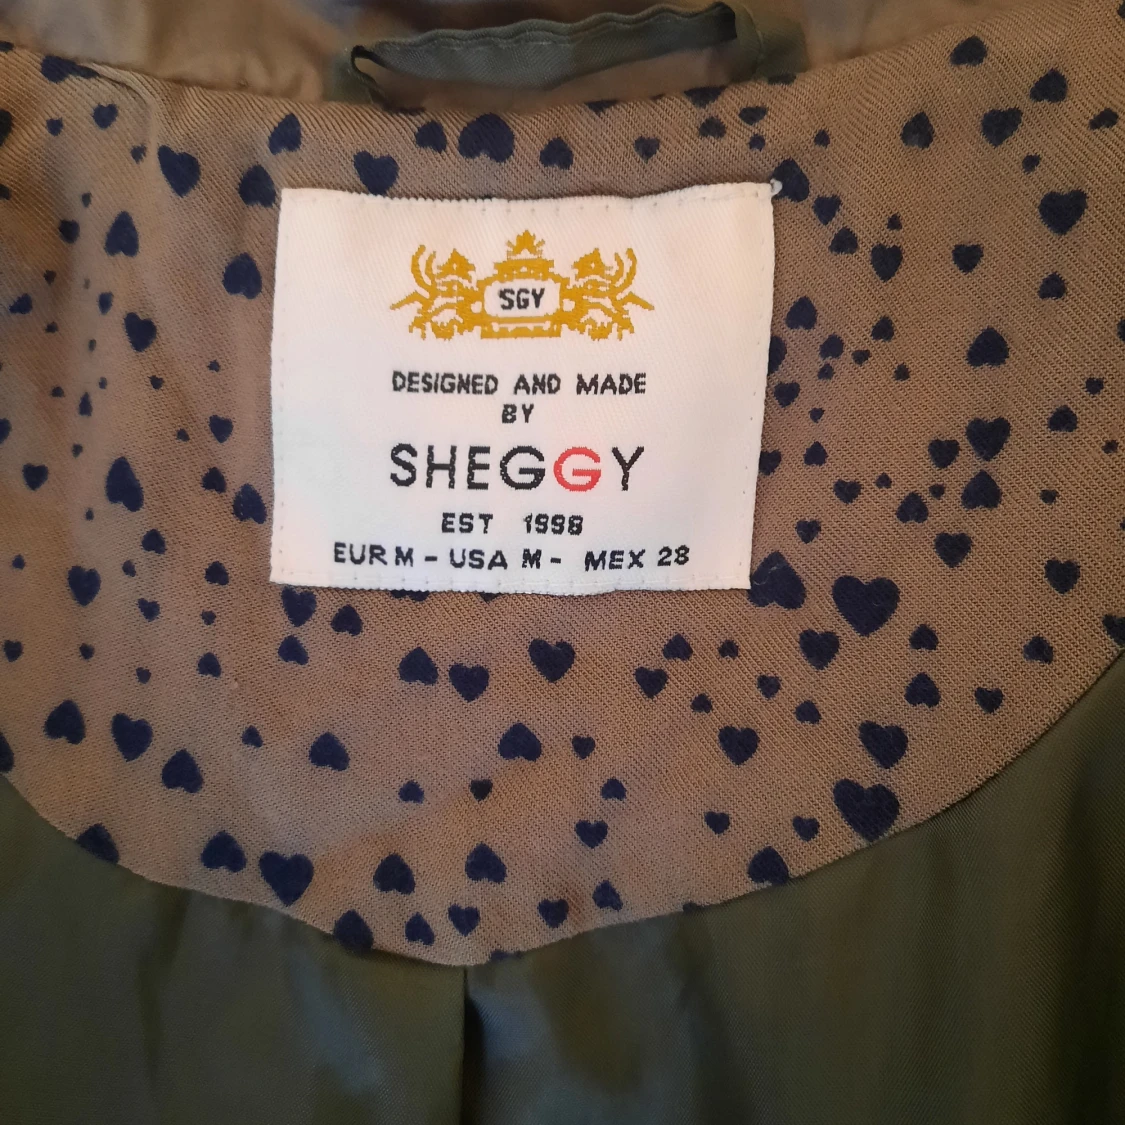 SGY
DESIGNED AND MADE
BY
SHEGGY
EST 1998
EUR M - USA M - MEX 28